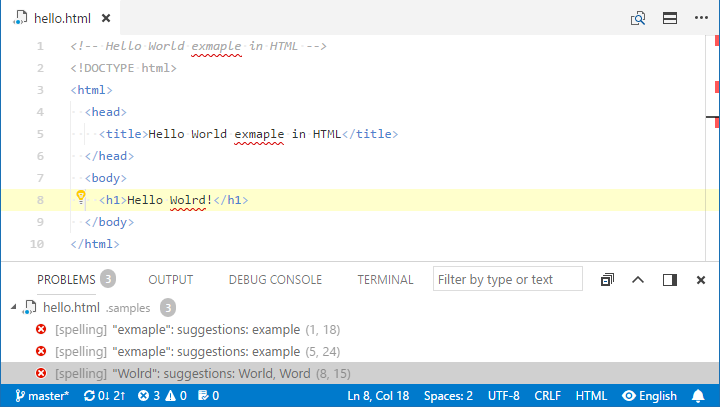 hello.html
1 <!-- Hello World exmaple in HTML -->
2 <!DOCTYPE html>
3 <html>
4 <head>
5 <title>Hello World exmaple in HTML</title>
6 </head>
7 <body>
8 <h1>Hello Wolrd!</h1>
9 </body>
10 </html>
PROBLEMS 3 OUTPUT DEBUG CONSOLE TERMINAL Filter by type or text
hello.html .samples 3
[spelling] "exmaple": suggestions: example (1, 18)
[spelling] "exmaple": suggestions: example (5, 24)
[spelling] "Wolrd": suggestions: World, Word (8, 15)
master* 0↓ 2↑ 3 0 0 Ln 8, Col 18 Spaces: 2 UTF-8 CRLF HTML English